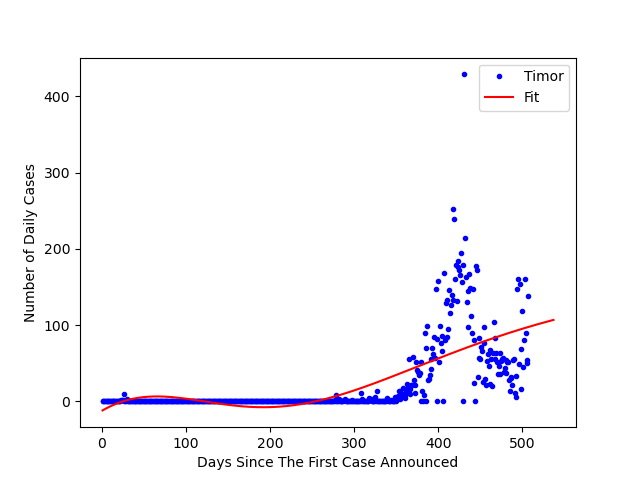 Timor
Fit
400
300
200
100
0
Number of Daily Cases
0 100 200 300 400 500
Days Since The First Case Announced